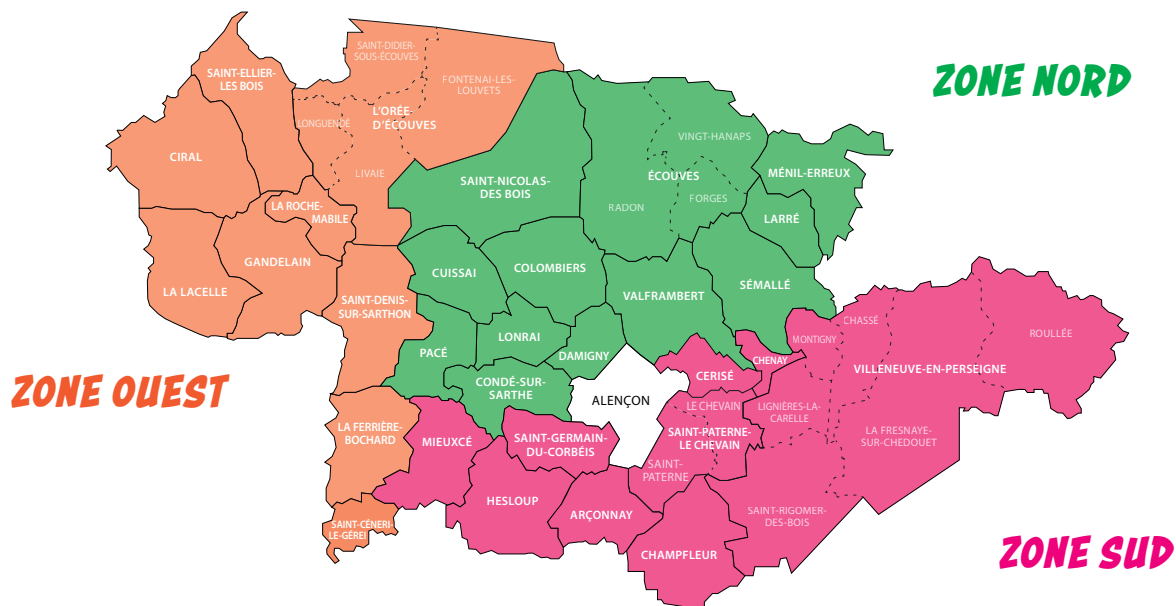 SAINT-DIDIER-
SOUS-ÉCOUVES
SAINT-ELLIER-
LES BOIS
FONTENAI-LES-
LOUVETS
ZONE NORD
L'ORÉE-
D'ÉCOUVES
LONGUENOË
VINGT-HANAPS
CIRAL
LIVAIE
SAINT-NICOLAS-
DES BOIS
ÉCOUVES
MÉNIL-ERREUX
LA ROCHE-
MABILE
RADON
FORGES
LARRÉ
GANDELAIN
CUISSAI
COLOMBIERS
LA LACELLE
SAINT-DENIS-
SUR-SARTHON
VALFRAMBERT
SÉMALLÉ
CHASSÉ
ROULLÉE
PACÉ
LONRAI
DAMIGNY
MONTIGNY
CHENAY
VILLENEUVE-EN-PERSEIGNE
ZONE OUEST
CONDÉ-SUR-
SARTHE
CERISÉ
ALENÇON
LE CHEVAIN
LIGNIÈRES-LA-
CARELLE
LA FERRIÈRE-
BOCHARD
MIEUXCÉ
SAINT-GERMAIN-
DU-CORBÉIS
SAINT-PATERNE-
LE CHEVAIN
LA FRESNAYE-
SUR-CHEDOUET
SAINT-
PATERNE
HESLOUP
ARÇONNAY
SAINT-RIGOMER-
DES-BOIS
SAINT-CÉNERI-
LE-GÉREI
CHAMPFLEUR
ZONE SUD